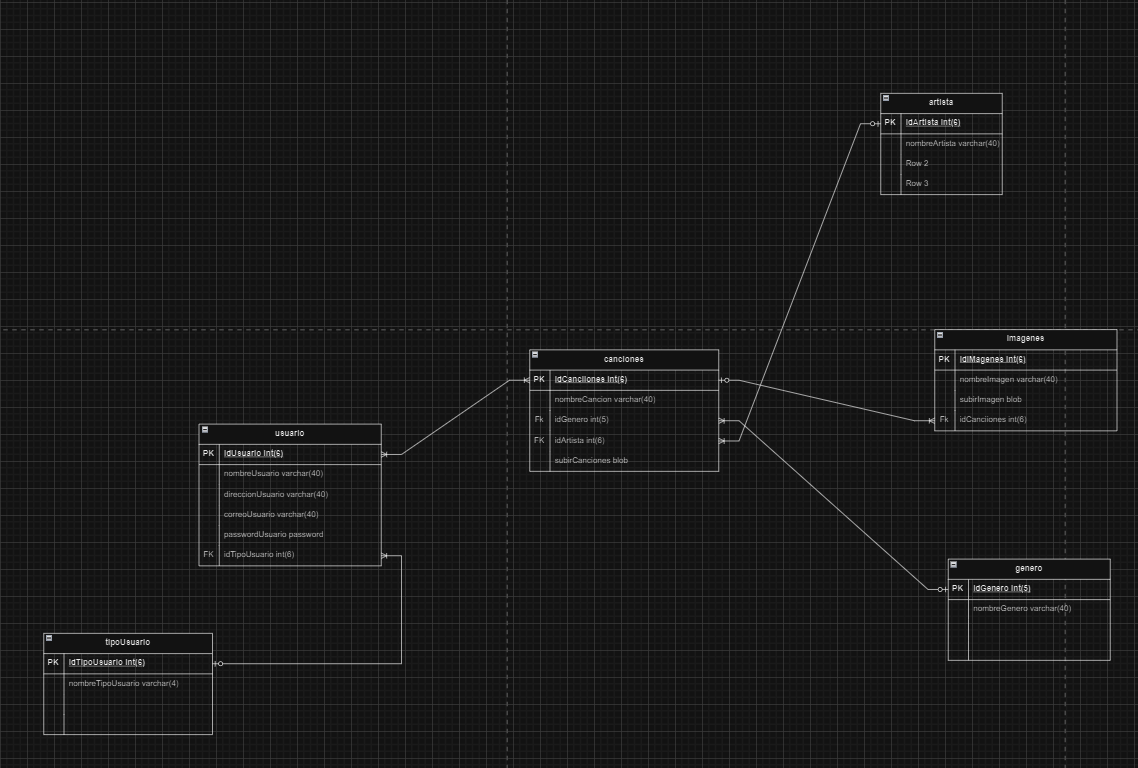 artista
PK idArtista int(6)
nombreArtista varchar(40)
Row 2
Row 3
imagenes
PK idIMagenes int(6)
nombreImagen varchar(40)
subirImagen blob
Fk idCanciones int(6)
canciones
PK idCanciiones int(6)
nombreCancion varchar(40)
Fk idGenero int(5)
FK idArtista int(6)
subirCanciones blob
usuario
PK idUsuario int(6)
nombreUsuario varchar(40)
direccionUsuario varchar(40)
correoUsuario varchar(40)
passwordUsuario password
FK idTipoUsuario int(6)
genero
PK idGenero int(5)
nombreGenero varchar(40)
tipoUsuario
PK idTipoUsuario int(6)
nombreTipoUsuario varchar(4)